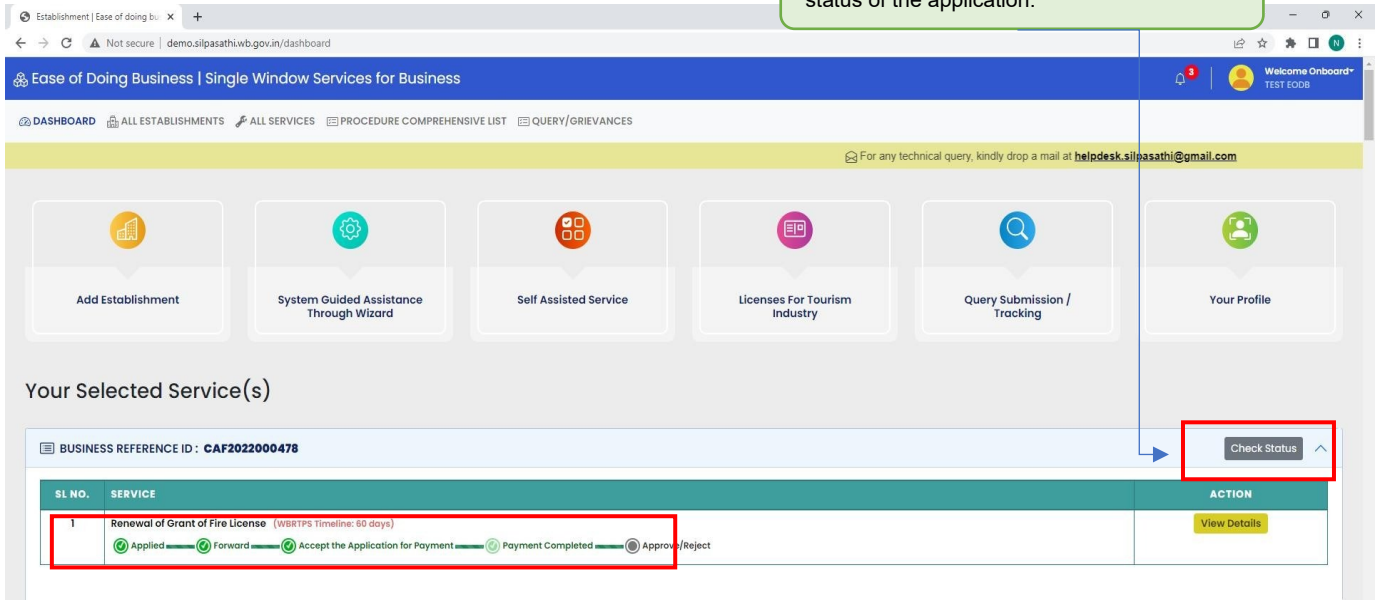 status of the application.
Establishment | Ease of doing bu
Not secure | demo.silpasathi.wb.gov.in/dashboard
N
Ease of Doing Business | Single Window Services for Business
3
Welcome Onboard
TEST EODB
DASHBOARD ALL ESTABLISHMENTS ALL SERVICES PROCEDURE COMPREHENSIVE LIST QUERY/GRIEVANCES
For any technical query, kindly drop a mail at helpdesk.silpasathi@gmail.com
Add Establishment
System Guided Assistance
Through Wizard
Self Assisted Service
Licenses For Tourism
Industry
Query Submission /
Tracking
Your Profile
Your Selected Service(s)
BUSINESS REFERENCE ID : CAF2022000478
Check Status
SL NO. SERVICE ACTION
1 Renewal of Grant of Fire License (WBRTPS Timeline: 60 days) View Details
Applied Forward Accept the Application for Payment Payment Completed Approve/Reject